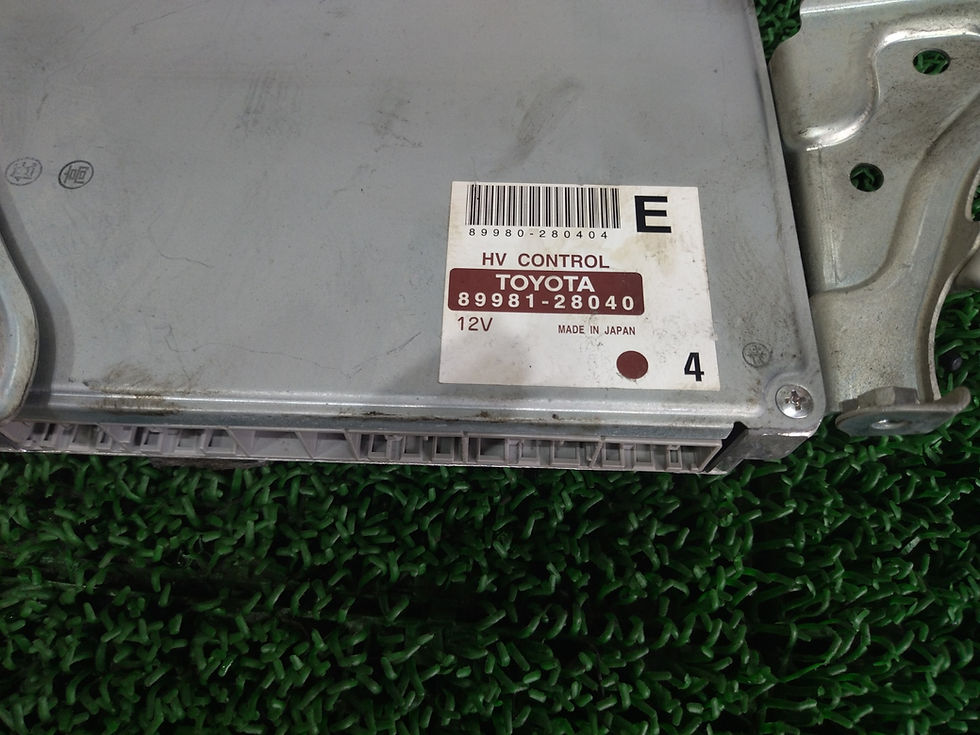 89980-280404
E
HV CONTROL
TOYOTA
89981-28040
12V
MADE IN JAPAN
4